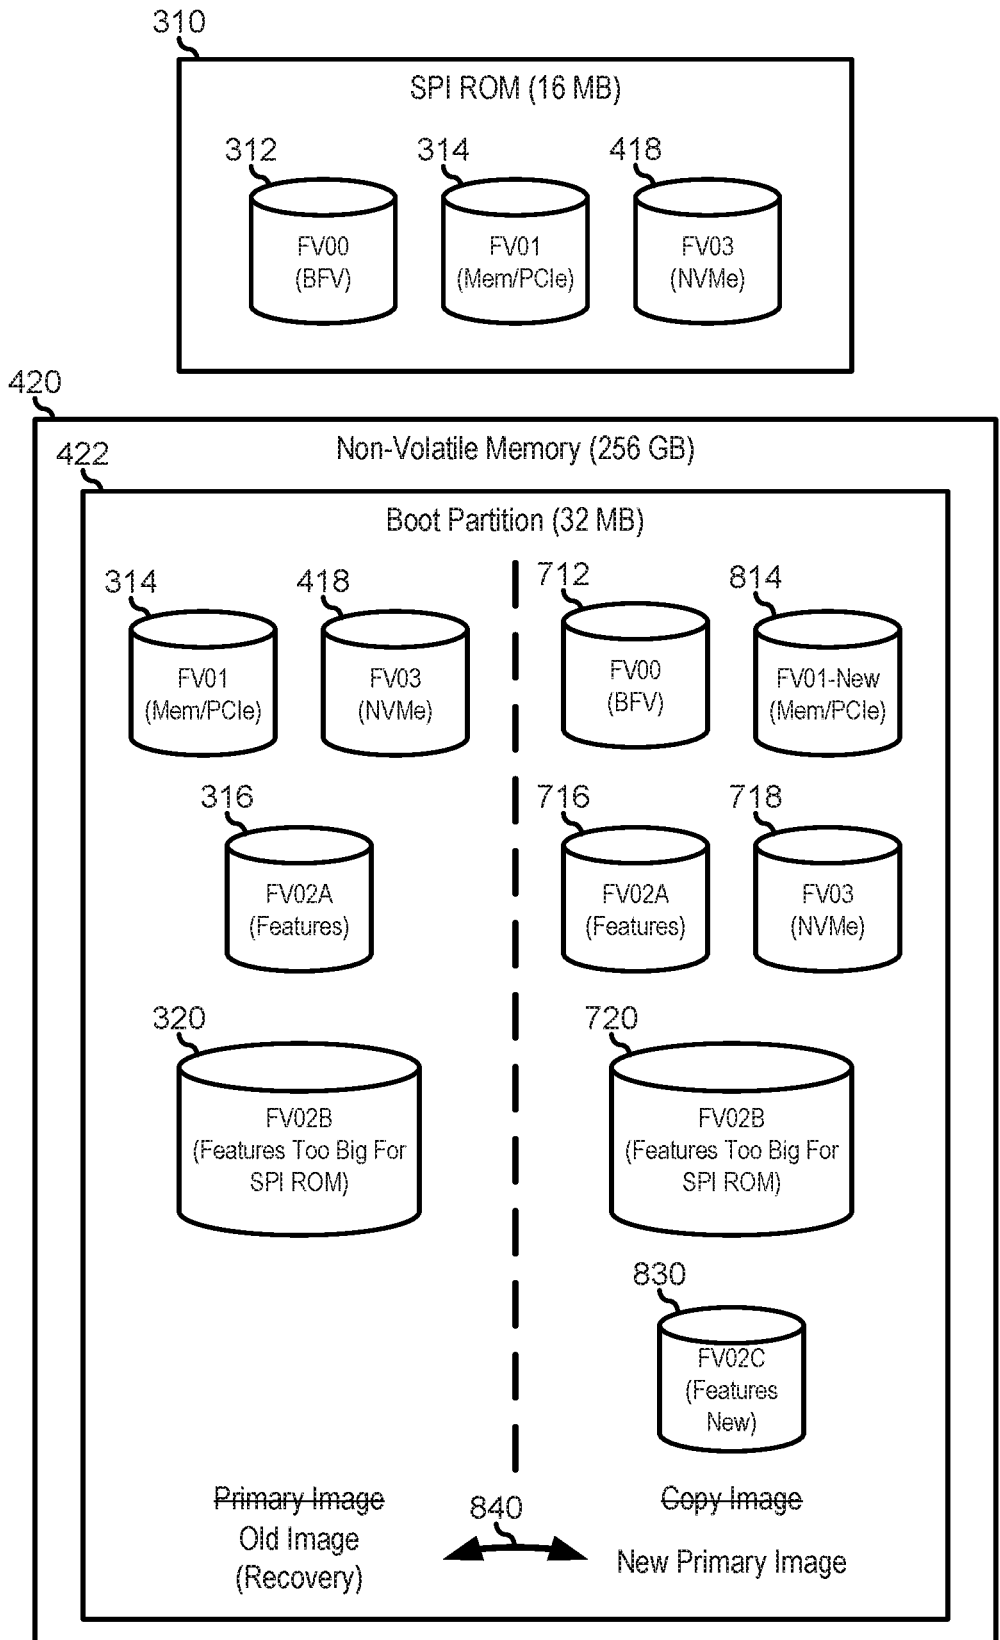 310
SPI ROM (16 MB)
312
314
418
FV00
(BFV)
FV01
(Mem/PCIe)
FV03
(NVMe)
420
Non-Volatile Memory (256 GB)
422
Boot Partition (32 MB)
314
418
712
814
FV01
(Mem/PCIe)
FV03
(NVMe)
FV00
(BFV)
FV01-New
(Mem/PCIe)
316
716
718
FV02A
(Features)
FV02A
(Features)
FV03
(NVMe)
320
720
FV02B
(Features Too Big For
SPI ROM)
FV02B
(Features Too Big For
SPI ROM)
830
FV02C
(Features
New)
Primary Image
Old Image
(Recovery)
840
Copy Image
New Primary Image